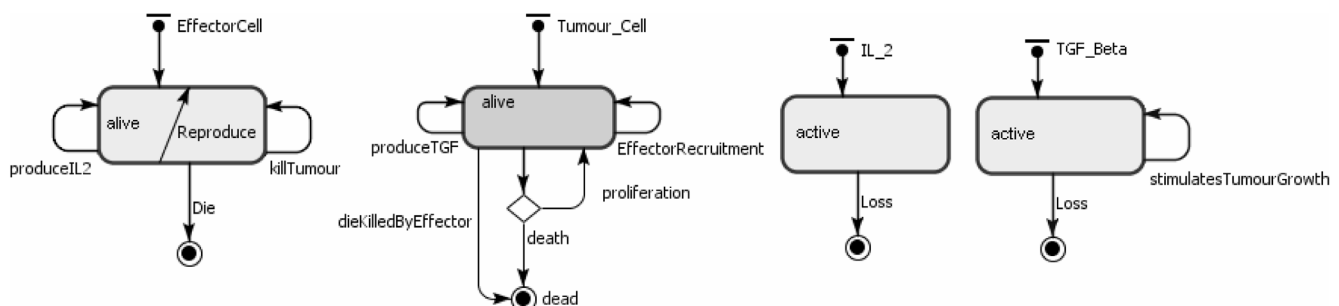 EffectorCell
alive
Reproduce
produceIL2
killTumour
Die
Tumour_Cell
alive
produceTGF
EffectorRecruitment
proliferation
dieKilledByEffector
death
dead
IL_2
active
Loss
TGF_Beta
active
stimulatesTumourGrowth
Loss